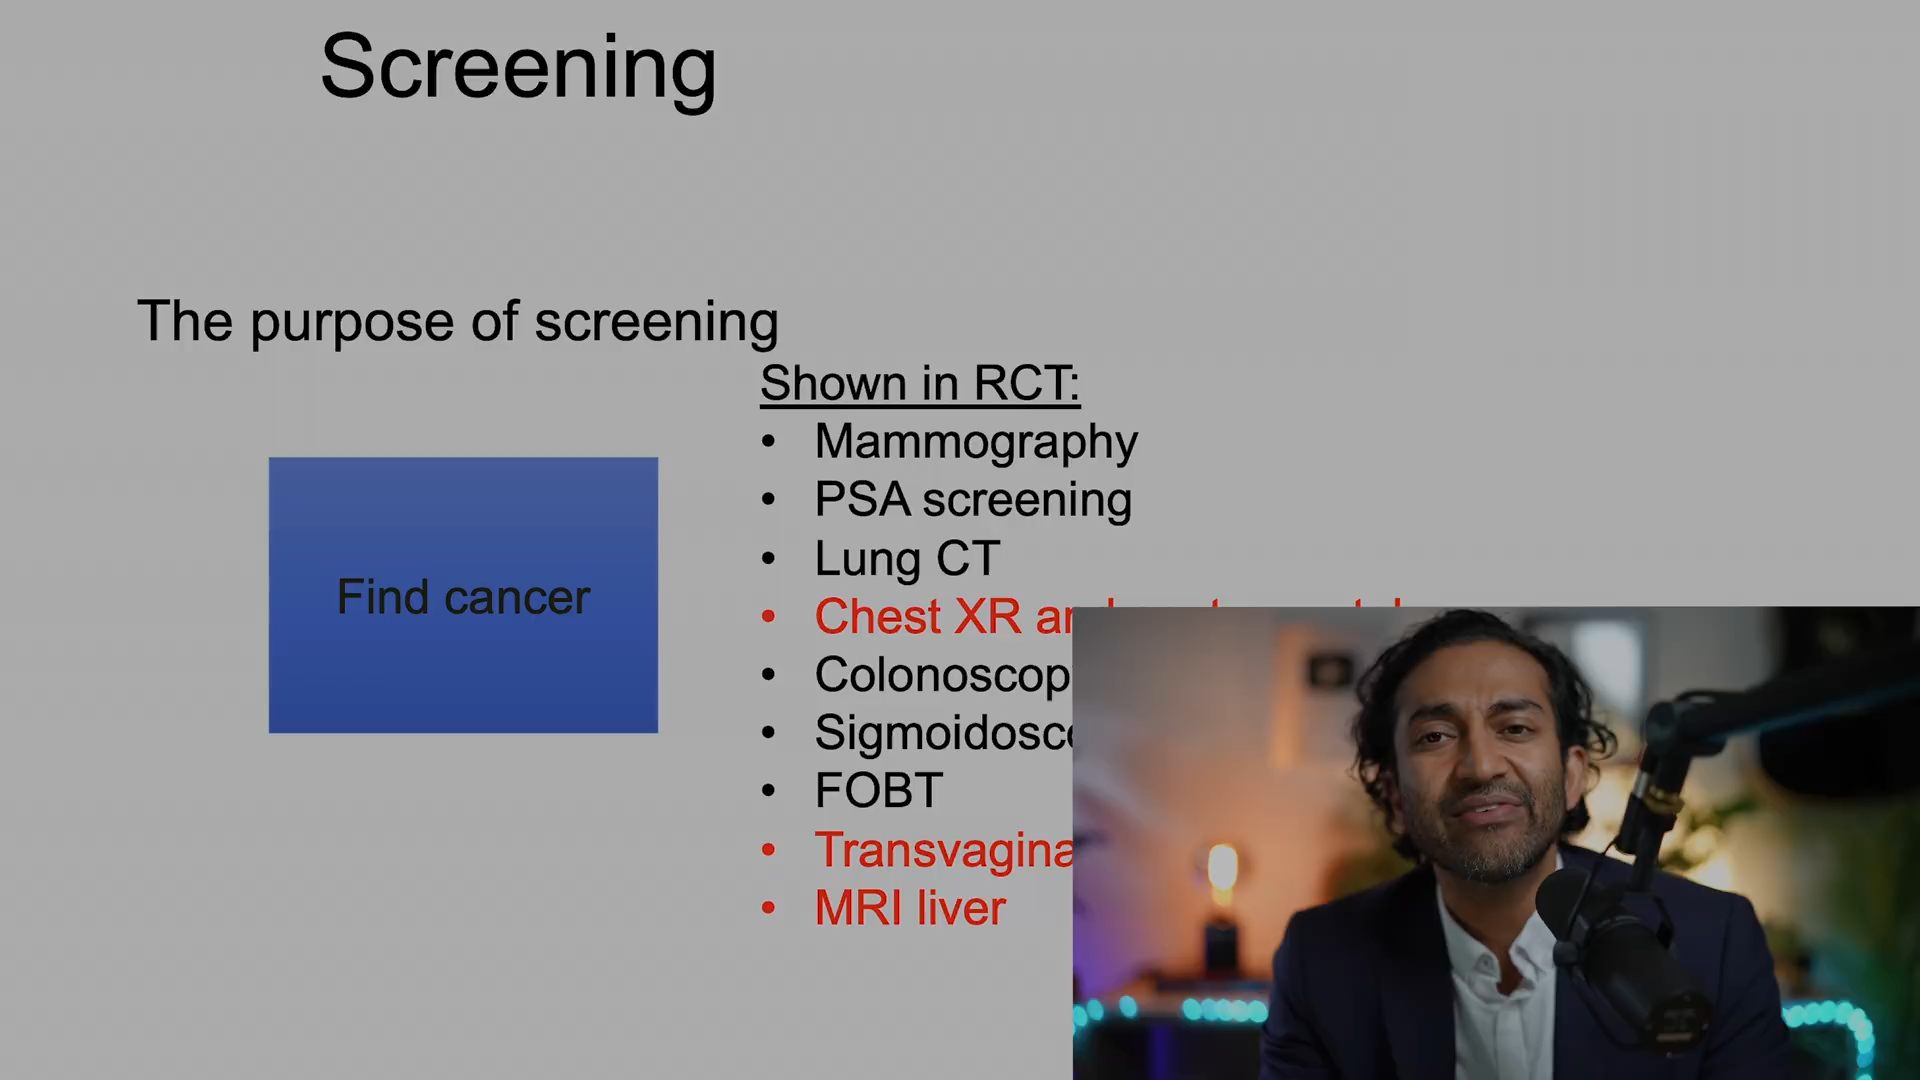 Screening
The purpose of screening
Find cancer
Shown in RCT:
• Mammography
• PSA screening
• Lung CT
• Chest XR
• Colonoscop
• Sigmoidosc
• FOBT
• Transvagina
• MRI liver